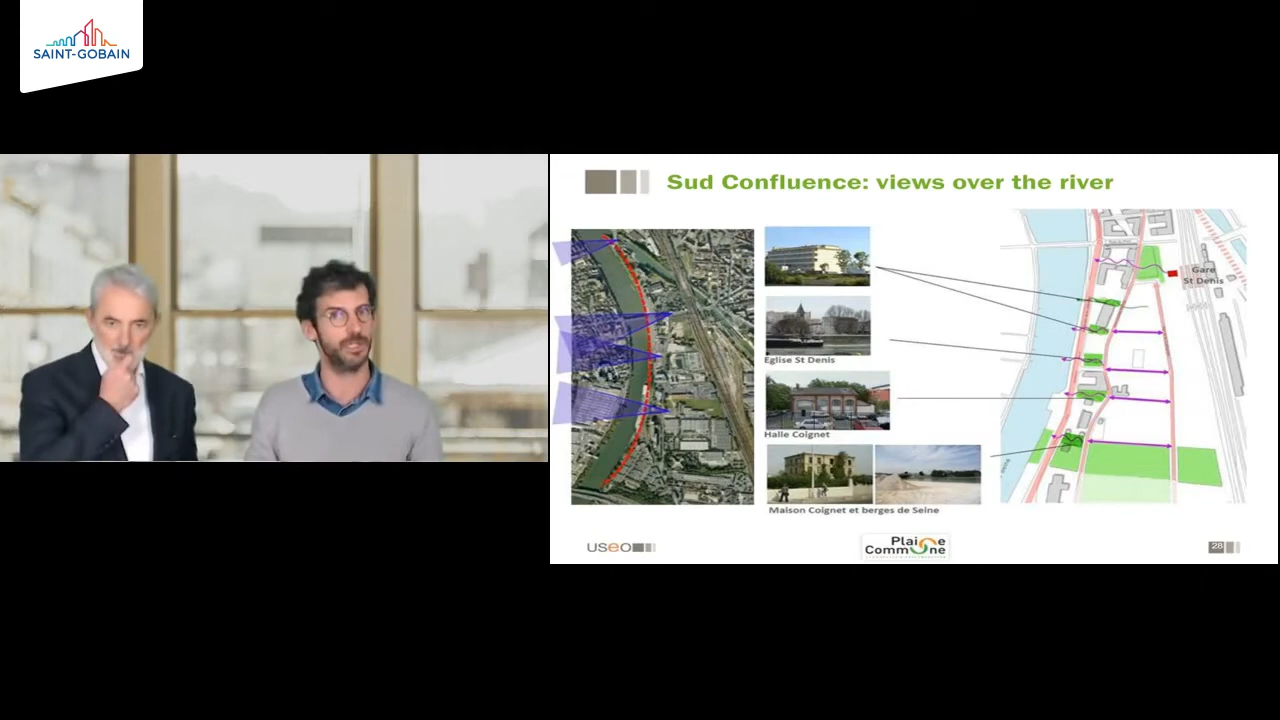 SAINT-GOBAIN
Sud Confluence: views over the river
Gare
St Denis
Eglise St Denis
Halle Coignet
Maison Coignet et berges de Seine
USEO
Plaine
Commune
28